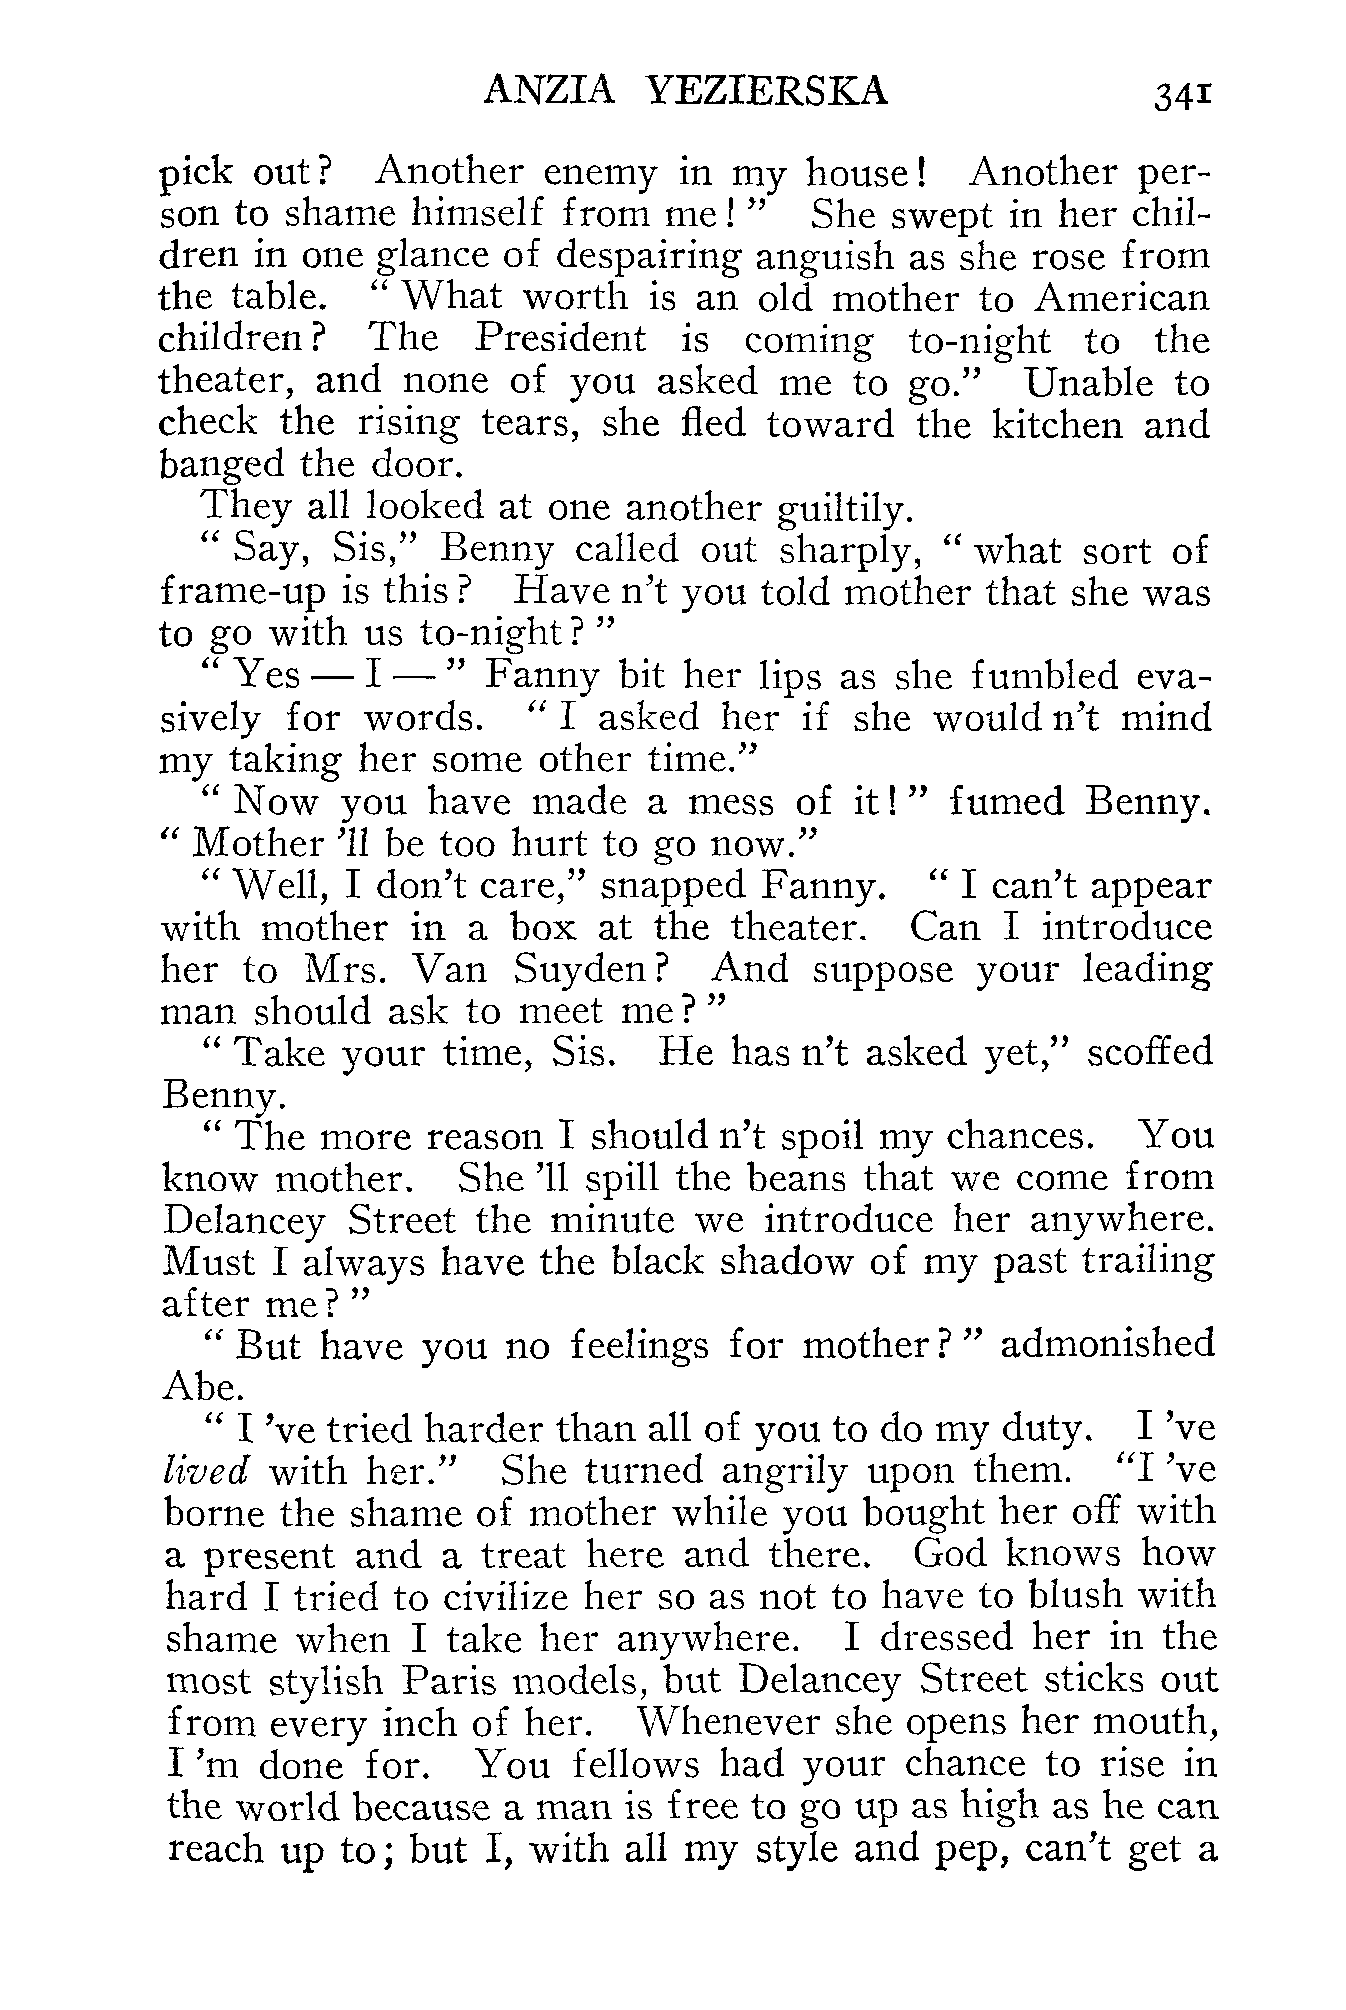 ANZIA YEZIERSKA 341
pick out? Another enemy in my house! Another per-
son to shame himself from me!" She swept in her chil-
dren in one glance of despairing anguish as she rose from
the table. "What worth is an old mother to American
children? The President is coming to-night to the
theater, and none of you asked me to go." Unable to
check the rising tears, she fled toward the kitchen and
banged the door.
They all looked at one another guiltily.
"Say, Sis," Benny called out sharply, "what sort of
frame-up is this? Have n't you told mother that she was
to go with us to-night?"
"Yes — I —" Fanny bit her lips as she fumbled eva-
sively for words. "I asked her if she would n't mind
my taking her some other time."
"Now you have made a mess of it!" fumed Benny.
"Mother 'll be too hurt to go now."
"Well, I don't care," snapped Fanny. "I can't appear
with mother in a box at the theater. Can I introduce
her to Mrs. Van Suyden? And suppose your leading
man should ask to meet me?"
"Take your time, Sis. He has n't asked yet," scoffed
Benny.
"The more reason I should n't spoil my chances. You
know mother. She 'll spill the beans that we come from
Delancey Street the minute we introduce her anywhere.
Must I always have the black shadow of my past trailing
after me?"
"But have you no feelings for mother?" admonished
Abe.
"I 've tried harder than all of you to do my duty. I 've
lived with her." She turned angrily upon them. "I 've
borne the shame of mother while you bought her off with
a present and a treat here and there. God knows how
hard I tried to civilize her so as not to have to blush with
shame when I take her anywhere. I dressed her in the
most stylish Paris models, but Delancey Street sticks out
from every inch of her. Whenever she opens her mouth,
I 'm done for. You fellows had your chance to rise in
the world because a man is free to go up as high as he can
reach up to; but I, with all my style and pep, can't get a